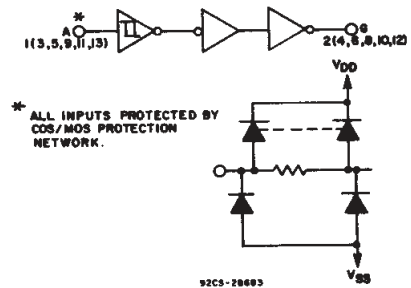 *
A
1(3,5,9,11,13)
G
2(4,6,8,10,12)
* ALL INPUTS PROTECTED BY
COS/MOS PROTECTION
NETWORK.
VDD
VSS
92CS-28683